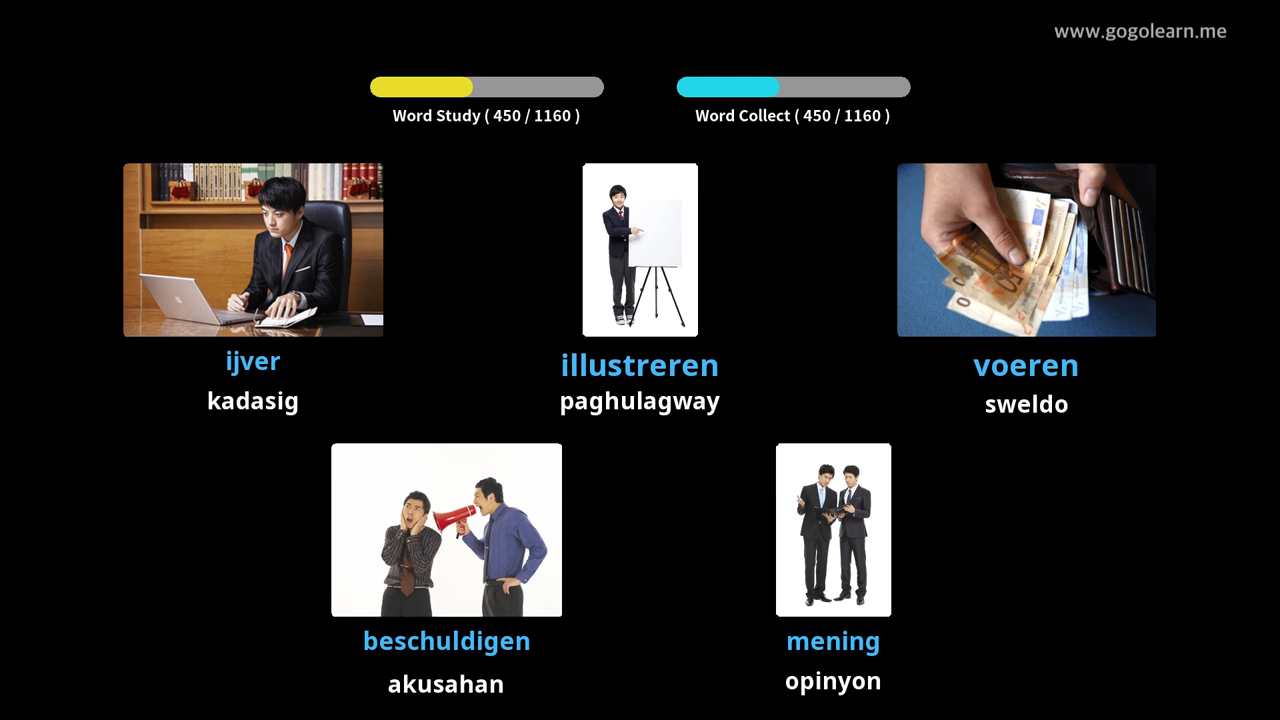 www.gogolearn.me
Word Study ( 450 / 1160 )
Word Collect ( 450 / 1160 )
ijver
kadasig
illustreren
paghulagway
voeren
sweldo
beschuldigen
akusahan
mening
opinyon